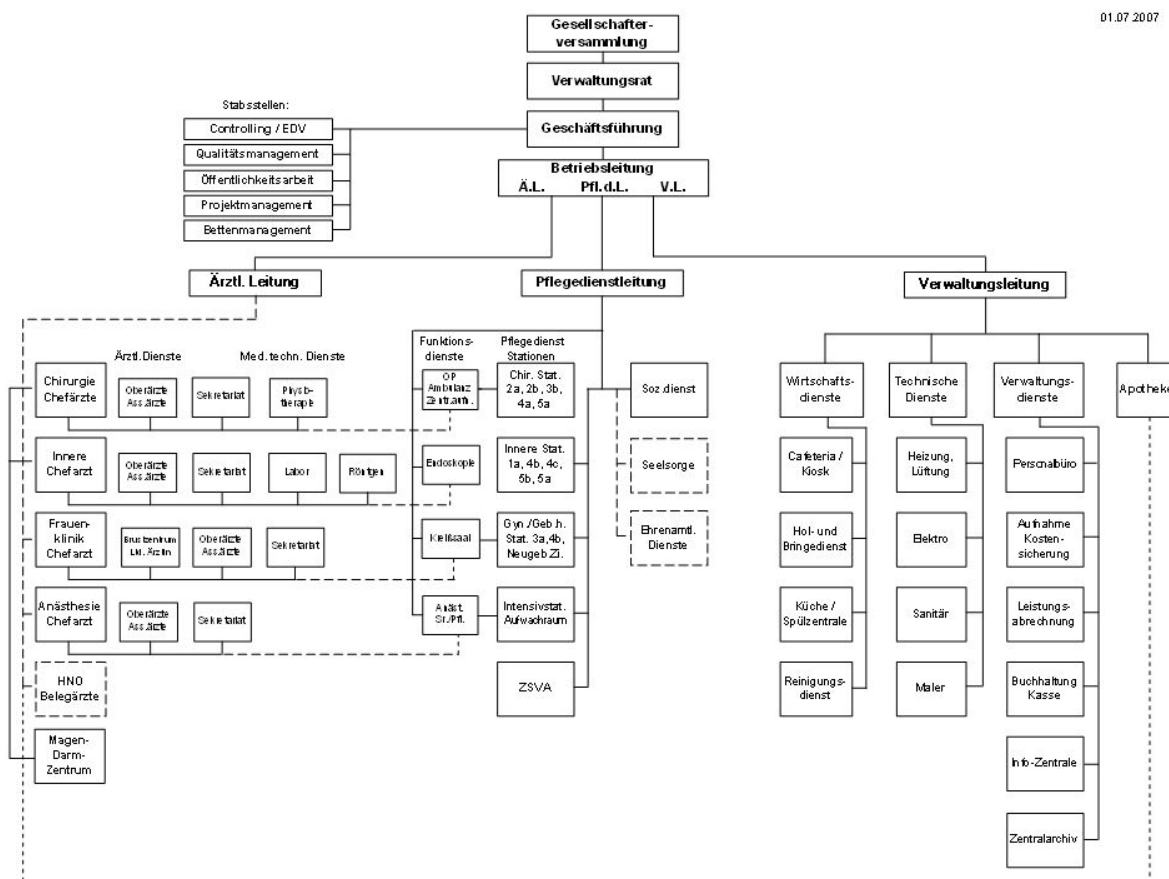 01.07.2007
Gesellschafter-
versammlung
Verwaltungsrat
Stabsstellen:
Controlling / EDV
Geschäftsführung
Qualitätsmanagement
Betriebsleitung
Ä.L. Pfl.d.L. V.L.
Öffentlichkeitsarbeit
Projektmanagement
Bettenmanagement
Ärztl. Leitung
Pflegedienstleitung
Verwaltungsleitung
Ärztl. Dienste
Med.techn. Dienste
Funktions-
dienste
Pflegedienst
Stationen
Chirurgie
Chefärzte
Oberärzte
Ass.ärzte
Sekretariat
Physio-
therapie
OP
Ambulanz
Chir. Stat.
2a, 2b, 3b,
4a, 5a
Soz.dienst
Wirtschafts-
dienste
Technische
Dienste
Verwaltungs-
dienste
Apotheke
Innere
Chefarzt
Oberärzte
Ass.ärzte
Sekretariat
Labor
Röntgen
Endoskopie
Innere Stat.
1a, 4b, 4c,
5b, 5a
Seelsorge
Cafeteria /
Kiosk
Heizung,
Lüftung
Personalbüro
Frauen-
klinik
Chefarzt
Brustzentrum
Ltd. Ärztin
Oberärzte
Ass.ärzte
Sekretariat
Kreißsaal
Gyn./Geb.h.
Stat. 3a,4b,
Neugeb.Zi.
Ehrenamtl.
Dienste
Hol- und
Bringedienst
Elektro
Aufnahme
Kosten-
sicherung
Anästhesie
Chefarzt
Oberärzte
Ass.ärzte
Sekretariat
Anäst.
Sr./Pfl.
Intensivstat.
Aufwachraum
Küche /
Spülzentrale
Sanitär
Leistungs-
abrechnung
HNO
Belegärzte
ZSVA
Reinigungs-
dienst
Maler
Buchhaltung
Kasse
Magen-
Darm-
Zentrum
Info-Zentrale
Zentralarchiv